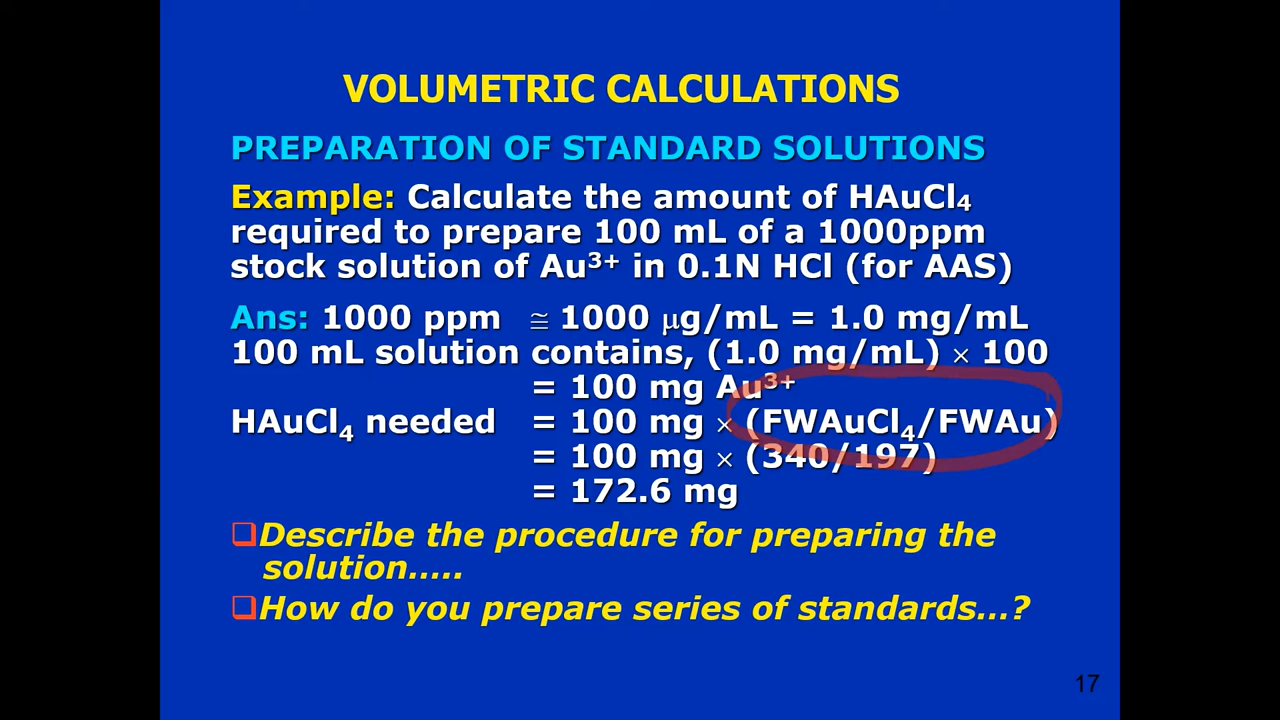 VOLUMETRIC CALCULATIONS
PREPARATION OF STANDARD SOLUTIONS
Example: Calculate the amount of HAuCl₄
required to prepare 100 mL of a 1000ppm
stock solution of Au³⁺ in 0.1N HCl (for AAS)
Ans: 1000 ppm ≅ 1000 μg/mL = 1.0 mg/mL
100 mL solution contains, (1.0 mg/mL) × 100
= 100 mg Au³⁺
HAuCl₄ needed = 100 mg × (FWAuCl₄/FWAu)
= 100 mg × (340/197)
= 172.6 mg
❑Describe the procedure for preparing the
solution.....
❑How do you prepare series of standards...?
17